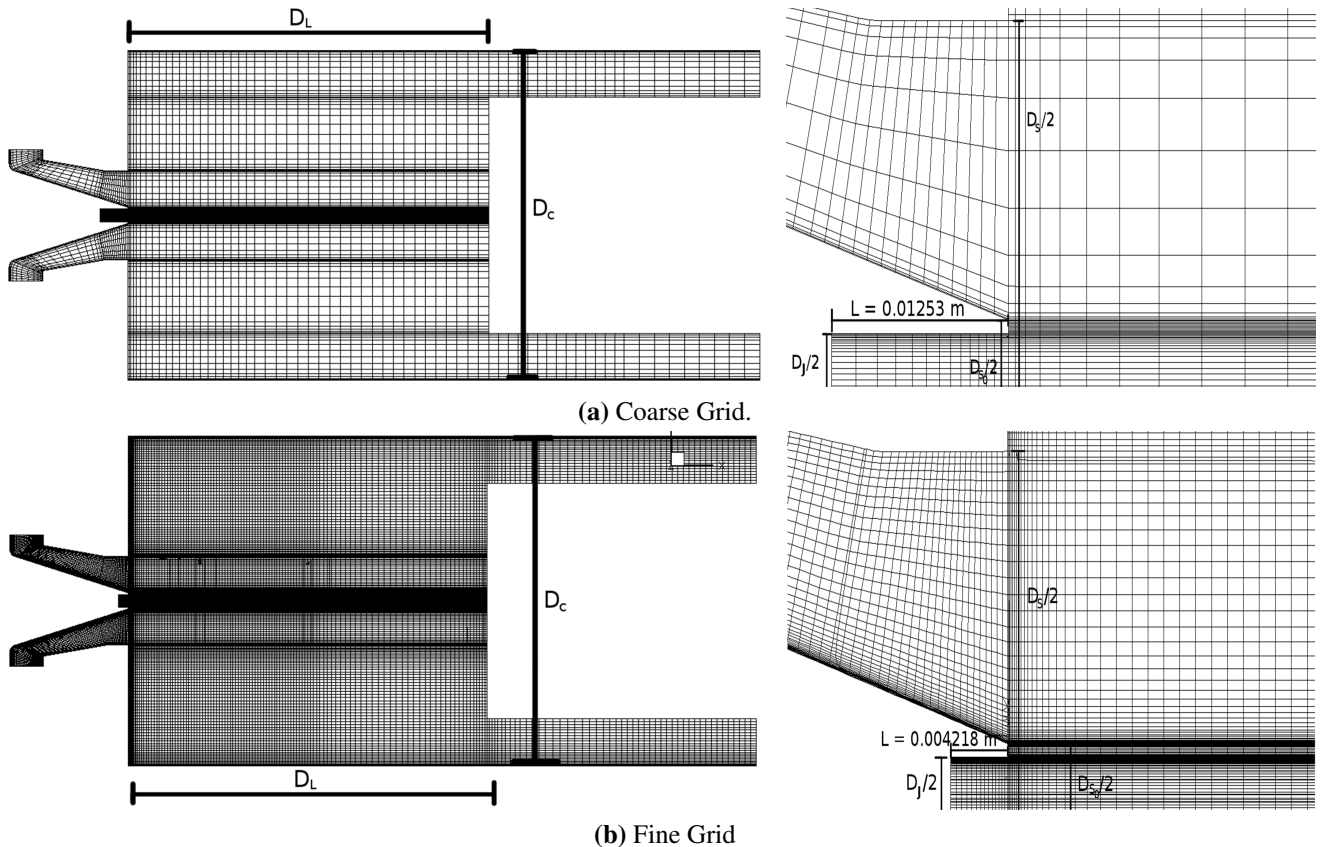 D_L
D_c
D_S/2
L = 0.01253 m
D_J/2
D_S0/2
(a) Coarse Grid.
x
D_c
D_S/2
L = 0.004218 m
D_J/2
D_S0/2
D_L
(b) Fine Grid